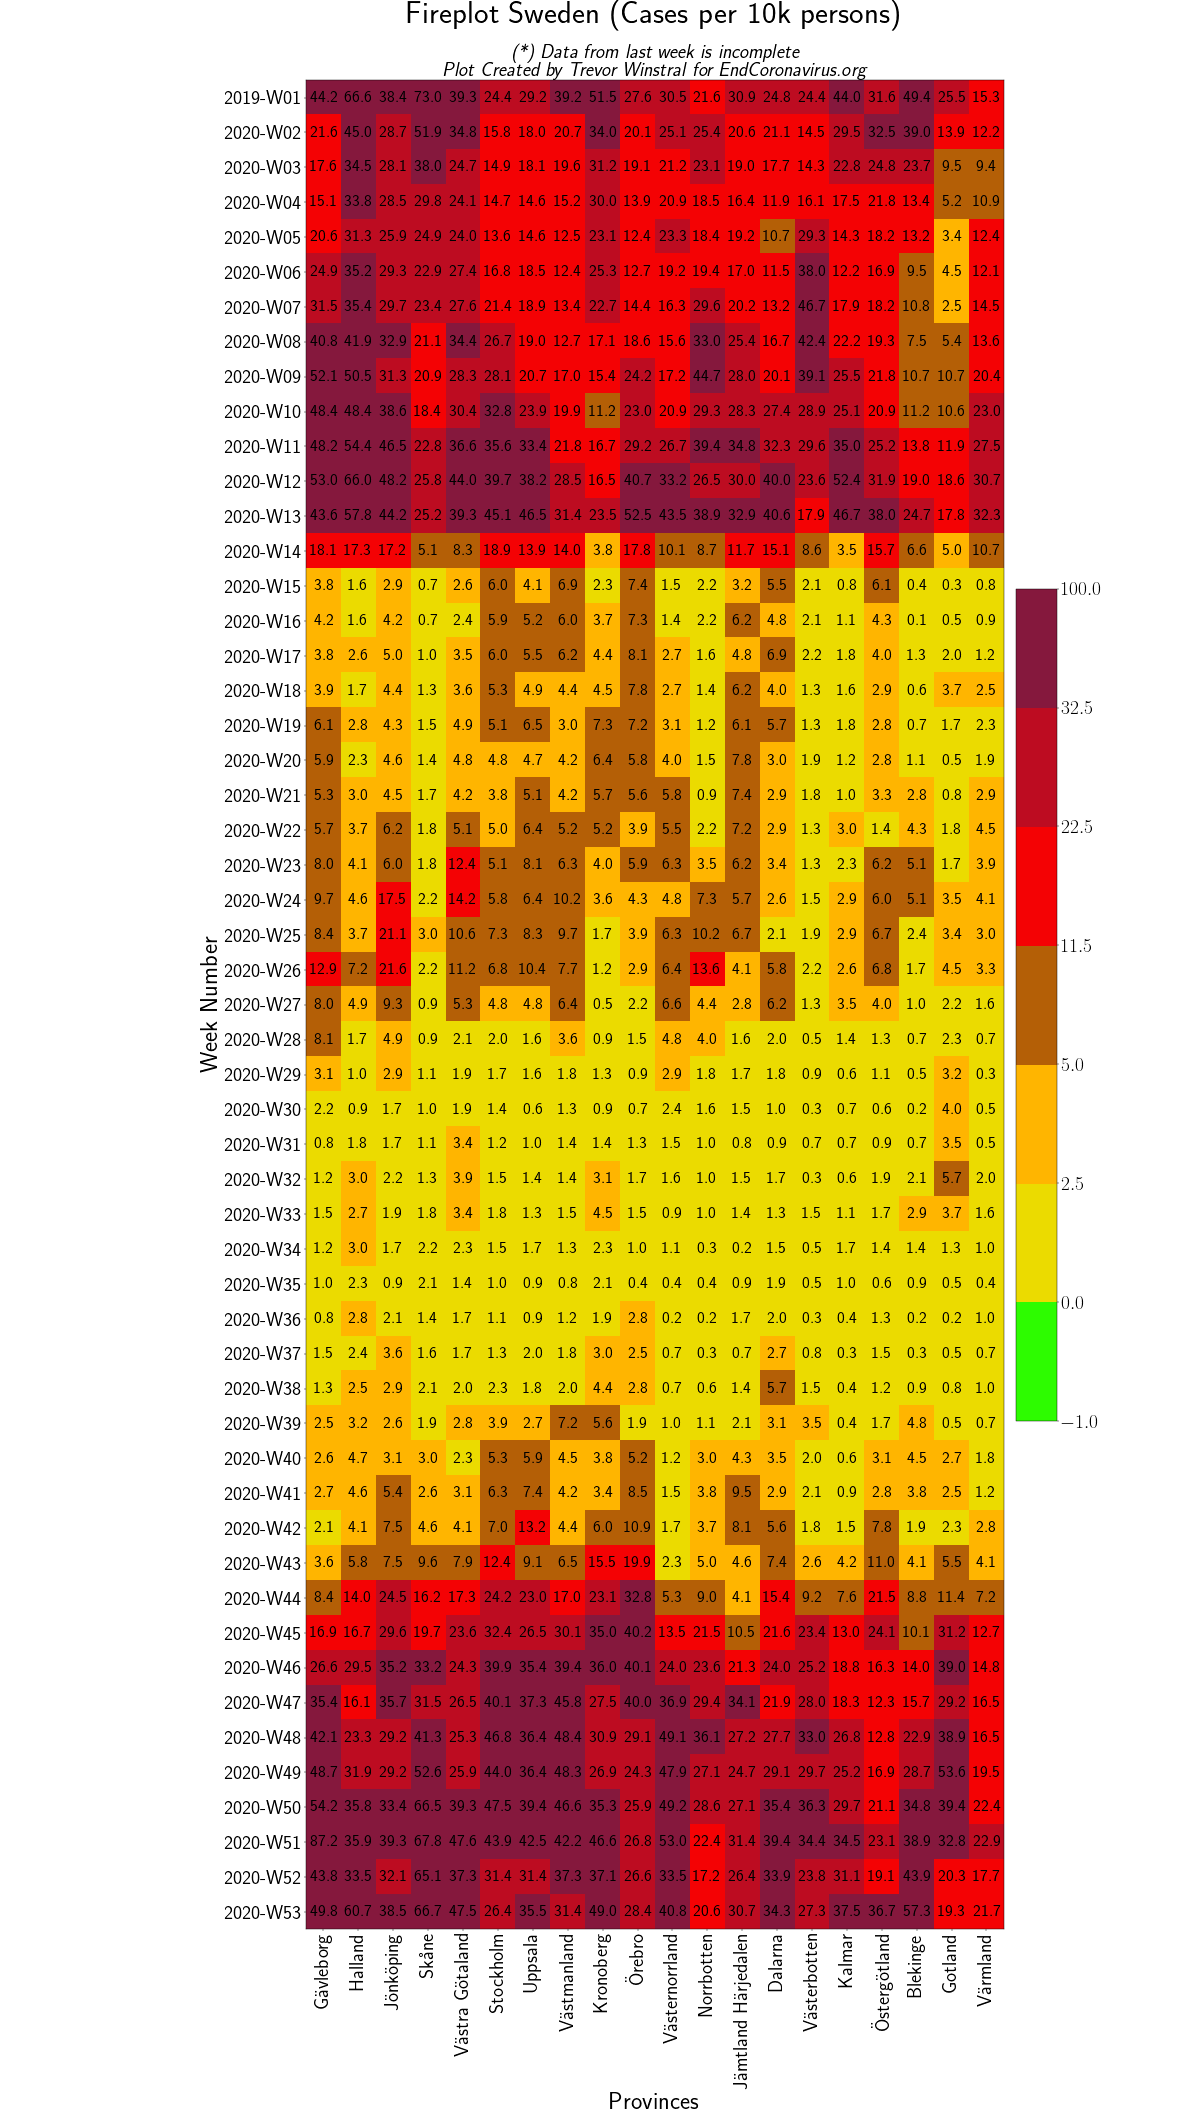 Fireplot Sweden (Cases per 10k persons)
(*) Data from last week is incomplete
Plot Created by Trevor Winstral for EndCoronavirus.org
2019-W01 44.2 66.6 38.4 73.0 39.3 24.4 29.2 39.2 51.5 27.6 30.5 21.6 30.9 24.8 24.4 44.0 31.6 49.4 25.5 15.3
2020-W02 21.6 45.0 28.7 51.9 34.8 15.8 18.0 20.7 34.0 20.1 25.1 25.4 20.6 21.1 14.5 29.5 32.5 39.0 13.9 12.2
2020-W03 17.6 34.5 28.1 38.0 24.7 14.9 18.1 19.6 31.2 19.1 21.2 23.1 19.0 17.7 14.3 22.8 24.8 23.7 9.5 9.4
2020-W04 15.1 33.8 28.5 29.8 24.1 14.7 14.6 15.2 30.0 13.9 20.9 18.5 16.4 11.9 16.1 17.5 21.8 13.4 5.2 10.9
2020-W05 20.6 31.3 25.9 24.9 24.0 13.6 14.6 12.5 23.1 12.4 23.3 18.4 19.2 10.7 29.3 14.3 18.2 13.2 3.4 12.4
2020-W06 24.9 35.2 29.3 22.9 27.4 16.8 18.5 12.4 25.3 12.7 19.2 19.4 17.0 11.5 38.0 12.2 16.9 9.5 4.5 12.1
2020-W07 31.5 35.4 29.7 23.4 27.6 21.4 18.9 13.4 22.7 14.4 16.3 29.6 20.2 13.2 46.7 17.9 18.2 10.8 2.5 14.5
2020-W08 40.8 41.9 32.9 21.1 34.4 26.7 19.0 12.7 17.1 18.6 15.6 33.0 25.4 16.7 42.4 22.2 19.3 7.5 5.4 13.6
2020-W09 52.1 50.5 31.3 20.9 28.3 28.1 20.7 17.0 15.4 24.2 17.2 44.7 28.0 20.1 39.1 25.5 21.8 10.7 10.7 20.4
2020-W10 48.4 48.4 38.6 18.4 30.4 32.8 23.9 19.9 11.2 23.0 20.9 29.3 28.3 27.4 28.9 25.1 20.9 11.2 10.6 23.0
2020-W11 48.2 54.4 46.5 22.8 36.6 35.6 33.4 21.8 16.7 29.2 26.7 39.4 34.8 32.3 29.6 35.0 25.2 13.8 11.9 27.5
2020-W12 53.0 66.0 48.2 25.8 44.0 39.7 38.2 28.5 16.5 40.7 33.2 26.5 30.0 40.0 23.6 52.4 31.9 19.0 18.6 30.7
2020-W13 43.6 57.8 44.2 25.2 39.3 45.1 46.5 31.4 23.5 52.5 43.5 38.9 32.9 40.6 17.9 46.7 38.0 24.7 17.8 32.3
2020-W14 18.1 17.3 17.2 5.1 8.3 18.9 13.9 14.0 3.8 17.8 10.1 8.7 11.7 15.1 8.6 3.5 15.7 6.6 5.0 10.7
2020-W15 3.8 1.6 2.9 0.7 2.6 6.0 4.1 6.9 2.3 7.4 1.5 2.2 3.2 5.5 2.1 0.8 6.1 0.4 0.3 0.8
2020-W16 4.2 1.6 4.2 0.7 2.4 5.9 5.2 6.0 3.7 7.3 1.4 2.2 6.2 4.8 2.1 1.1 4.3 0.1 0.5 0.9
2020-W17 3.8 2.6 5.0 1.0 3.5 6.0 5.5 6.2 4.4 8.1 2.7 1.6 4.8 6.9 2.2 1.8 4.0 1.3 2.0 1.2
2020-W18 3.9 1.7 4.4 1.3 3.6 5.3 4.9 4.4 4.5 7.8 2.7 1.4 6.2 4.0 1.3 1.6 2.9 0.6 3.7 2.5
2020-W19 6.1 2.8 4.3 1.5 4.9 5.1 6.5 3.0 7.3 7.2 3.1 1.2 6.1 5.7 1.3 1.8 2.8 0.7 1.7 2.3
2020-W20 5.9 2.3 4.6 1.4 4.8 4.8 4.7 4.2 6.4 5.8 4.0 1.5 7.8 3.0 1.9 1.2 2.8 1.1 0.5 1.9
2020-W21 5.3 3.0 4.5 1.7 4.2 3.8 5.1 4.2 5.7 5.6 5.8 0.9 7.4 2.9 1.8 1.0 3.3 2.8 0.8 2.9
2020-W22 5.7 3.7 6.2 1.8 5.1 5.0 6.4 5.2 5.2 3.9 5.5 2.2 7.2 2.9 1.3 3.0 1.4 4.3 1.8 4.5
2020-W23 8.0 4.1 6.0 1.8 12.4 5.1 8.1 6.3 4.0 5.9 6.3 3.5 6.2 3.4 1.3 2.3 6.2 5.1 1.7 3.9
2020-W24 9.7 4.6 17.5 2.2 14.2 5.8 6.4 10.2 3.6 4.3 4.8 7.3 5.7 2.6 1.5 2.9 6.0 5.1 3.5 4.1
2020-W25 8.4 3.7 21.1 3.0 10.6 7.3 8.3 9.7 1.7 3.9 6.3 10.2 6.7 2.1 1.9 2.9 6.7 2.4 3.4 3.0
2020-W26 12.9 7.2 21.6 2.2 11.2 6.8 10.4 7.7 1.2 2.9 6.4 13.6 4.1 5.8 2.2 2.6 6.8 1.7 4.5 3.3
2020-W27 8.0 4.9 9.3 0.9 5.3 4.8 4.8 6.4 0.5 2.2 6.6 4.4 2.8 6.2 1.3 3.5 4.0 1.0 2.2 1.6
2020-W28 8.1 1.7 4.9 0.9 2.1 2.0 1.6 3.6 0.9 1.5 4.8 4.0 1.6 2.0 0.5 1.4 1.3 0.7 2.3 0.7
2020-W29 3.1 1.0 2.9 1.1 1.9 1.7 1.6 1.8 1.3 0.9 2.9 1.8 1.7 1.8 0.9 0.6 1.1 0.5 3.2 0.3
2020-W30 2.2 0.9 1.7 1.0 1.9 1.4 0.6 1.3 0.9 0.7 2.4 1.6 1.5 1.0 0.3 0.7 0.6 0.2 4.0 0.5
2020-W31 0.8 1.8 1.7 1.1 3.4 1.2 1.0 1.4 1.4 1.3 1.5 1.0 0.8 0.9 0.7 0.7 0.9 0.7 3.5 0.5
2020-W32 1.2 3.0 2.2 1.3 3.9 1.5 1.4 1.4 3.1 1.7 1.6 1.0 1.5 1.7 0.3 0.6 1.9 2.1 5.7 2.0
2020-W33 1.5 2.7 1.9 1.8 3.4 1.8 1.3 1.5 4.5 1.5 0.9 1.0 1.4 1.3 1.5 1.1 1.7 2.9 3.7 1.6
2020-W34 1.2 3.0 1.7 2.2 2.3 1.5 1.7 1.3 2.3 1.0 1.1 0.3 0.2 1.5 0.5 1.7 1.4 1.4 1.3 1.0
2020-W35 1.0 2.3 0.9 2.1 1.4 1.0 0.9 0.8 2.1 0.4 0.4 0.4 0.9 1.9 0.5 1.0 0.6 0.9 0.5 0.4
2020-W36 0.8 2.8 2.1 1.4 1.7 1.1 0.9 1.2 1.9 2.8 0.2 0.2 1.7 2.0 0.3 0.4 1.3 0.2 0.2 1.0
2020-W37 1.5 2.4 3.6 1.6 1.7 1.3 2.0 1.8 3.0 2.5 0.7 0.3 0.7 2.7 0.8 0.3 1.5 0.3 0.5 0.7
2020-W38 1.3 2.5 2.9 2.1 2.0 2.3 1.8 2.0 4.4 2.8 0.7 0.6 1.4 5.7 1.5 0.4 1.2 0.9 0.8 1.0
2020-W39 2.5 3.2 2.6 1.9 2.8 3.9 2.7 7.2 5.6 1.9 1.0 1.1 2.1 3.1 3.5 0.4 1.7 4.8 0.5 0.7
2020-W40 2.6 4.7 3.1 3.0 2.3 5.3 5.9 4.5 3.8 5.2 1.2 3.0 4.3 3.5 2.0 0.6 3.1 4.5 2.7 1.8
2020-W41 2.7 4.6 5.4 2.6 3.1 6.3 7.4 4.2 3.4 8.5 1.5 3.8 9.5 2.9 2.1 0.9 2.8 3.8 2.5 1.2
2020-W42 2.1 4.1 7.5 4.6 4.1 7.0 13.2 4.4 6.0 10.9 1.7 3.7 8.1 5.6 1.8 1.5 7.8 1.9 2.3 2.8
2020-W43 3.6 5.8 7.5 9.6 7.9 12.4 9.1 6.5 15.5 19.9 2.3 5.0 4.6 7.4 2.6 4.2 11.0 4.1 5.5 4.1
2020-W44 8.4 14.0 24.5 16.2 17.3 24.2 23.0 17.0 23.1 32.8 5.3 9.0 4.1 15.4 9.2 7.6 21.5 8.8 11.4 7.2
2020-W45 16.9 16.7 29.6 19.7 23.6 32.4 26.5 30.1 35.0 40.2 13.5 21.5 10.5 21.6 23.4 13.0 24.1 10.1 31.2 12.7
2020-W46 26.6 29.5 35.2 33.2 24.3 39.9 35.4 39.4 36.0 40.1 24.0 23.6 21.3 24.0 25.2 18.8 16.3 14.0 39.0 14.8
2020-W47 35.4 16.1 35.7 31.5 26.5 40.1 37.3 45.8 27.5 40.0 36.9 29.4 34.1 21.9 28.0 18.3 12.3 15.7 29.2 16.5
2020-W48 42.1 23.3 29.2 41.3 25.3 46.8 36.4 48.4 30.9 29.1 49.1 36.1 27.2 27.7 33.0 26.8 12.8 22.9 38.9 16.5
2020-W49 48.7 31.9 29.2 52.6 25.9 44.0 36.4 48.3 26.9 24.3 47.9 27.1 24.7 29.1 29.7 25.2 16.9 28.7 53.6 19.5
2020-W50 54.2 35.8 33.4 66.5 39.3 47.5 39.4 46.6 35.3 25.9 49.2 28.6 27.1 35.4 36.3 29.7 21.1 34.8 39.4 22.4
2020-W51 87.2 35.9 39.3 67.8 47.6 43.9 42.5 42.2 46.6 26.8 53.0 22.4 31.4 39.4 34.4 34.5 23.1 38.9 32.8 22.9
2020-W52 43.8 33.5 32.1 65.1 37.3 31.4 31.4 37.3 37.1 26.6 33.5 17.2 26.4 33.9 23.8 31.1 19.1 43.9 20.3 17.7
2020-W53 49.8 60.7 38.5 66.7 47.5 26.4 35.5 31.4 49.0 28.4 40.8 20.6 30.7 34.3 27.3 37.5 36.7 57.3 19.3 21.7
Week Number
Gävleborg
Halland
Jönköping
Skåne
Västra Götaland
Stockholm
Uppsala
Västmanland
Kronoberg
Örebro
Västernorrland
Norrbotten
Jämtland Härjedalen
Dalarna
Västerbotten
Kalmar
Östergötland
Blekinge
Gotland
Värmland
Provinces
100.0
32.5
22.5
11.5
5.0
2.5
0.0
−1.0